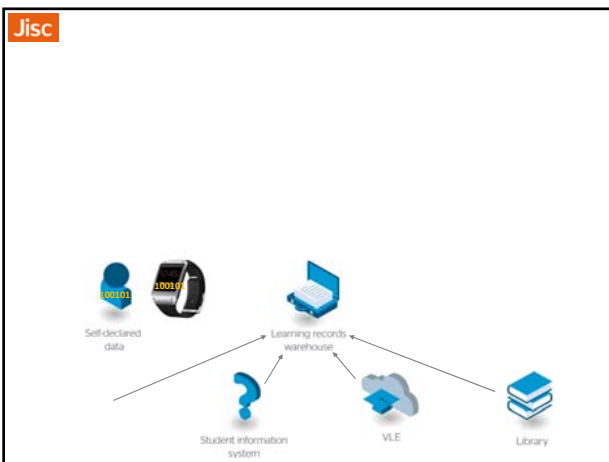 Jisc
100101
100101
Self-declared
data
Learning records
warehouse
Student information
system
VLE
Library